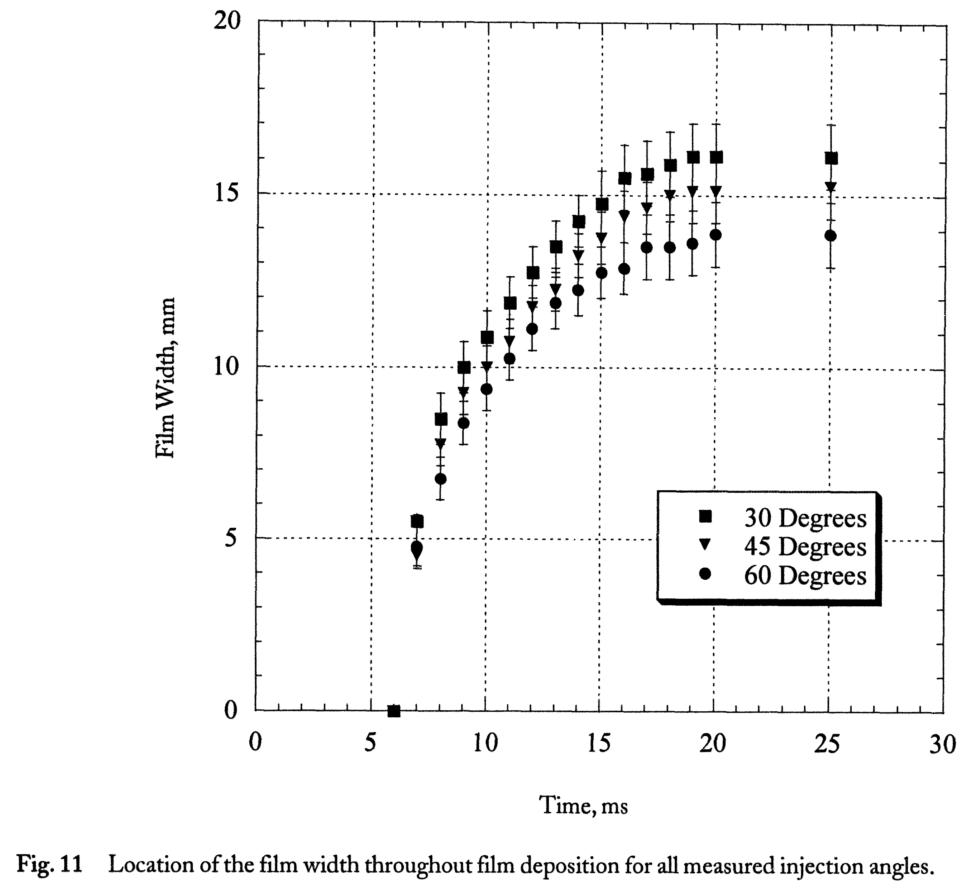 20
15
10
5
0
Film Width, mm
30 Degrees
45 Degrees
60 Degrees
0 5 10 15 20 25 30
Time, ms
Fig. 11 Location of the film width throughout film deposition for all measured injection angles.